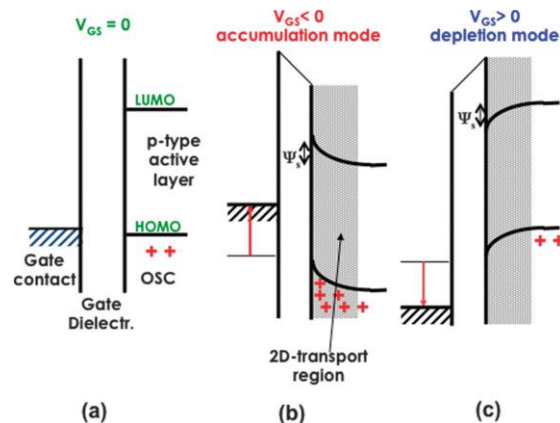 V_GS = 0
LUMO
p-type
active
layer
HOMO
+ +
Gate
contact
OSC
Gate
Dielectr.
(a)
V_GS< 0
accumulation mode
Ψ_s
+
+ +
+ + +
2D-transport
region
(b)
V_GS> 0
depletion mode
Ψ_s
+ +
(c)